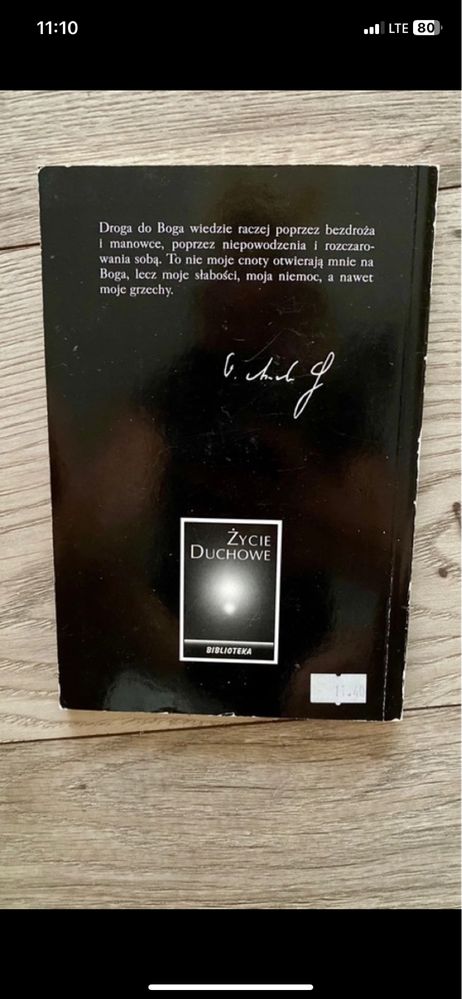 11:10
LTE 80
Droga do Boga wiedzie raczej poprzez bezdroża
i manowce, poprzez niepowodzenia i rozczaro-
wania sobą. To nie moje cnoty otwierają mnie na
Boga, lecz moje słabości, moja niemoc, a nawet
moje grzechy.
ŻYCIE
DUCHOWE
BIBLIOTEKA